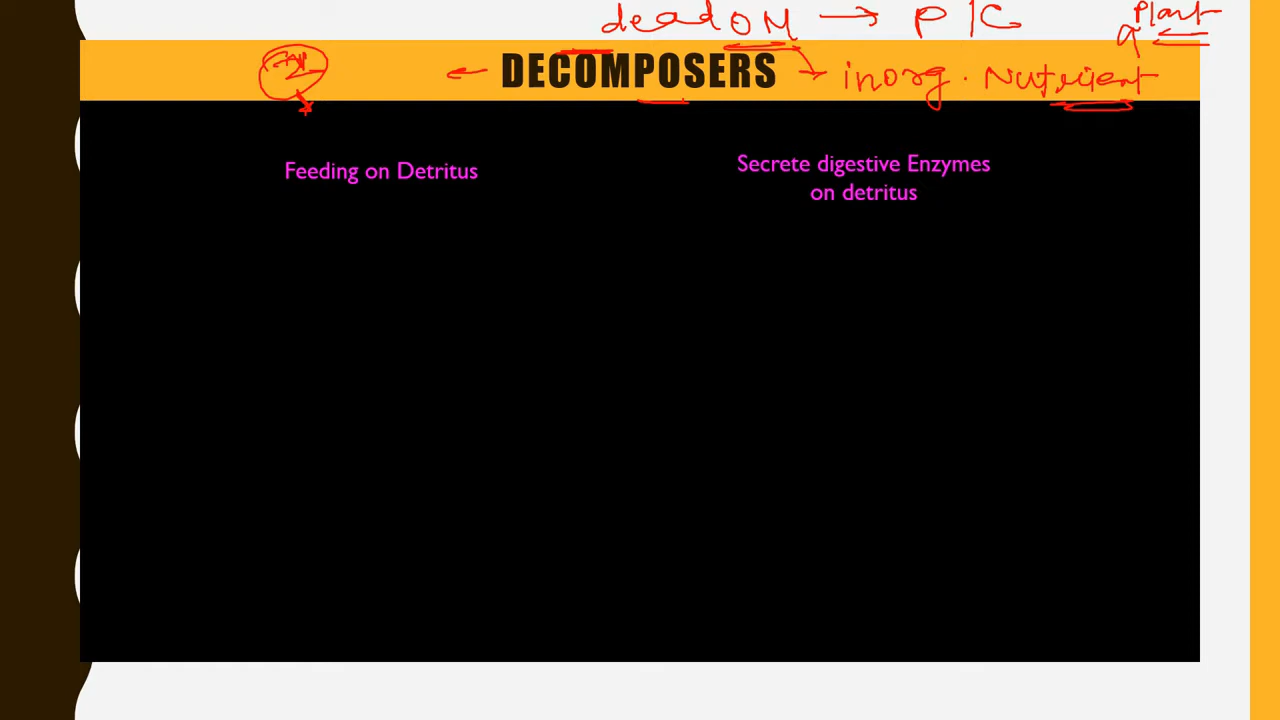 dead OM → P/C
Plant
DECOMPOSERS
inorg. Nutrient
Feeding on Detritus
Secrete digestive Enzymes
on detritus